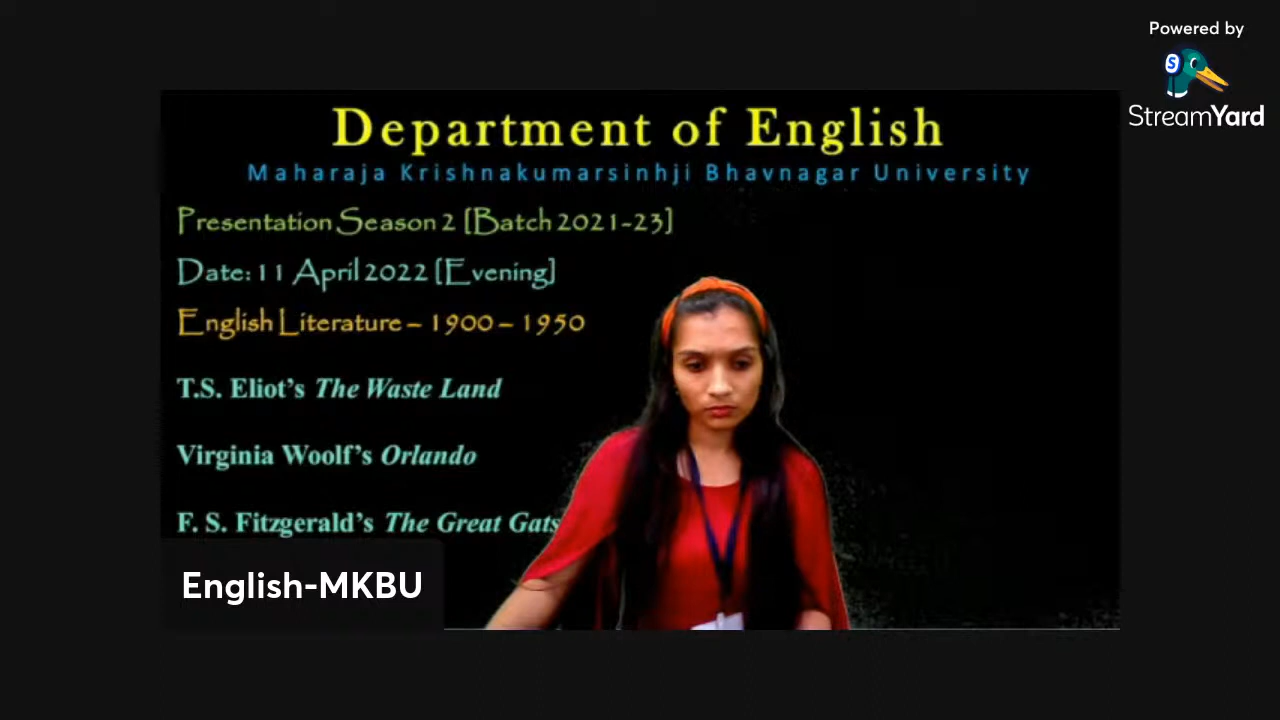 Powered by
StreamYard
Department of English
Maharaja Krishnakumarsinhji Bhavnagar University
Presentation Season 2 [Batch 2021-23]
Date: 11 April 2022 [Evening]
English Literature – 1900 – 1950
T.S. Eliot's The Waste Land
Virginia Woolf's Orlando
F. S. Fitzgerald's The Great Gats
English-MKBU